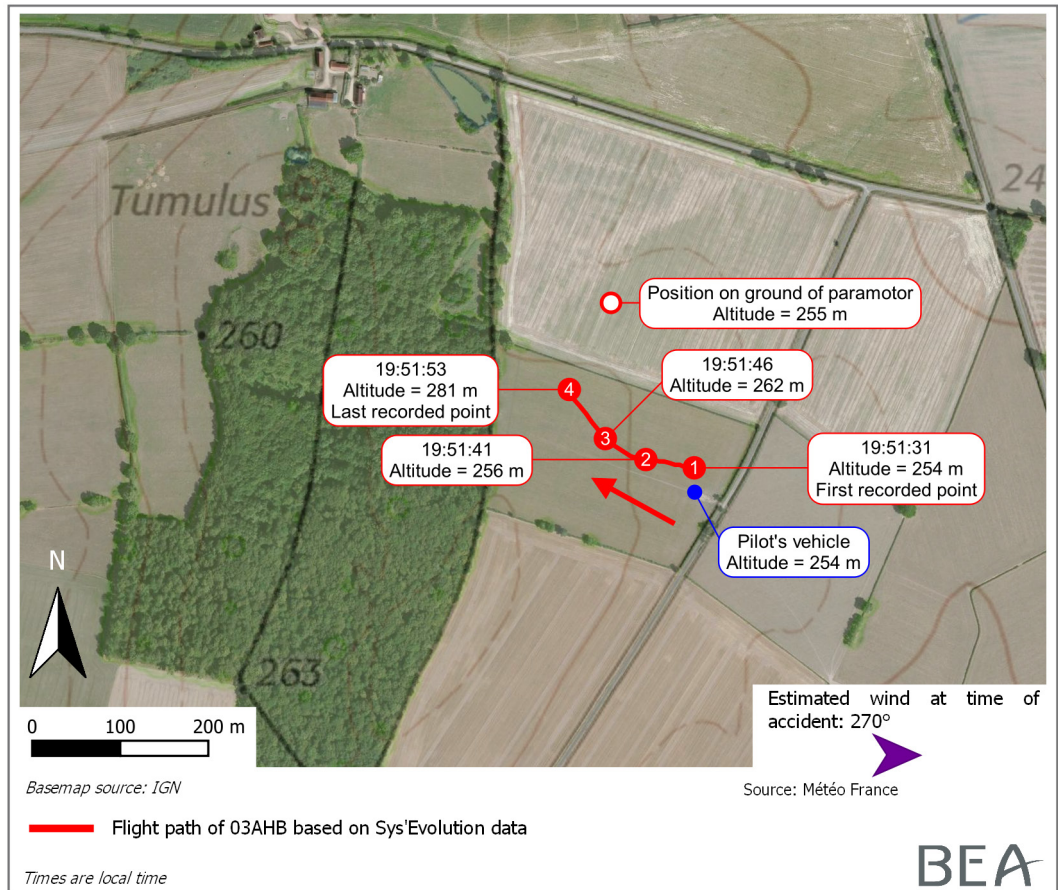 Tumulus
24
Position on ground of paramotor
Altitude = 255 m
260
19:51:53
Altitude = 281 m
Last recorded point
4
19:51:46
Altitude = 262 m
3
19:51:41
Altitude = 256 m
2
1
19:51:31
Altitude = 254 m
First recorded point
Pilot's vehicle
Altitude = 254 m
N
263
0 100 200 m
Estimated wind at time of
accident: 270°
Basemap source: IGN
Source: Météo France
Flight path of 03AHB based on Sys'Evolution data
Times are local time
BEA